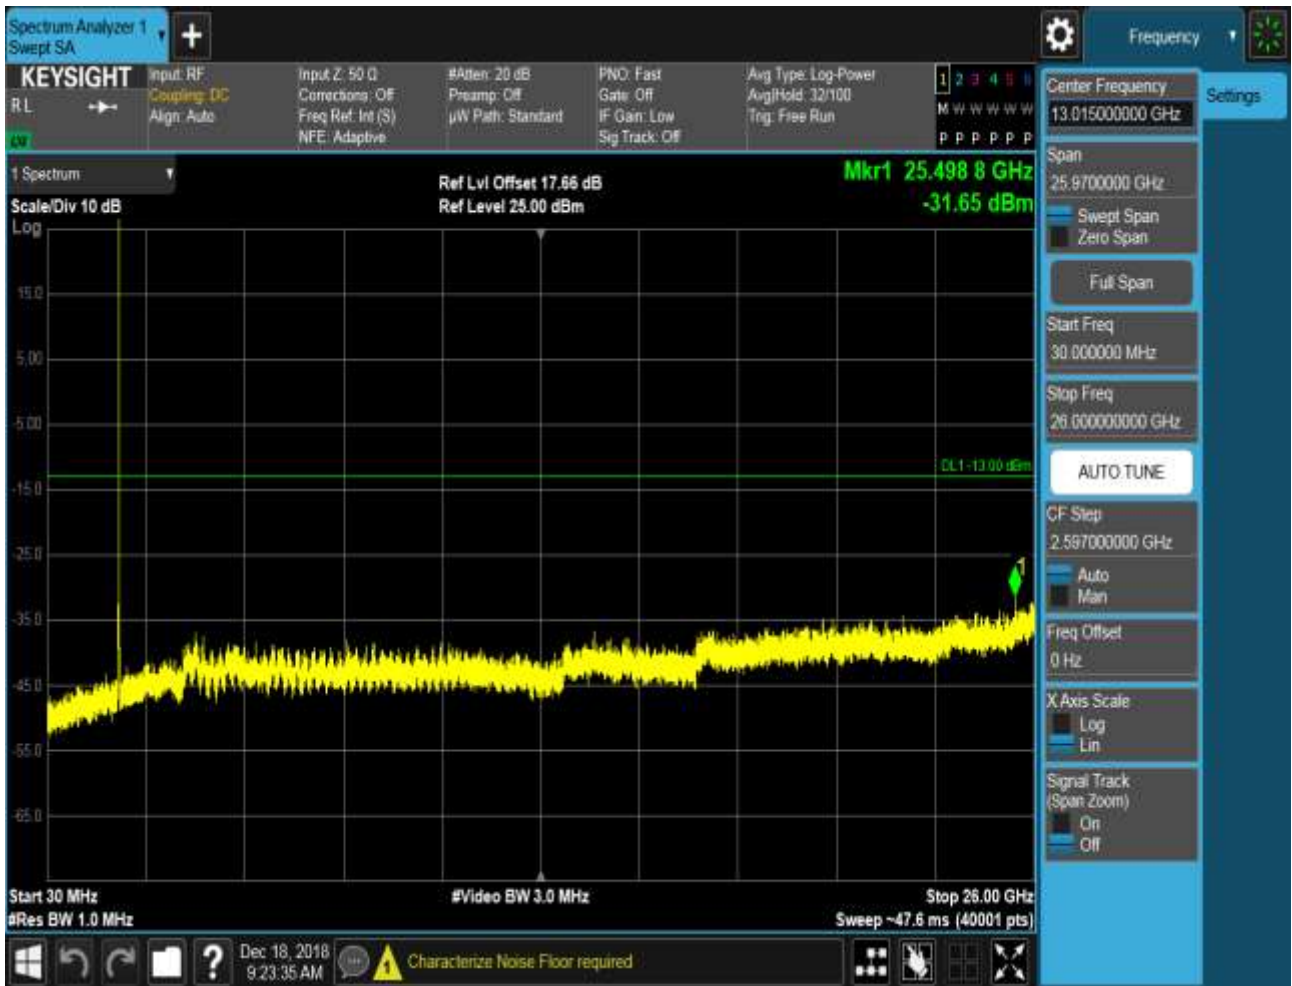 Spectrum Analyzer 1
Swept SA
+
Frequency
KEYSIGHT
RL
Input: RF
Coupling: DC
Align: Auto
Input Z: 50 Ω
Corrections: Off
Freq Ref: Int (S)
NFE: Adaptive
#Atten: 20 dB
Preamp: Off
µW Path: Standard
PNO: Fast
Gate: Off
IF Gain: Low
Sig Track: Off
Avg Type: Log-Power
Avg|Hold: 32/100
Trig: Free Run
1 2 3 4 5 6
M W W W W W
P P P P P P
1 Spectrum
Scale/Div 10 dB
Ref Lvl Offset 17.66 dB
Ref Level 25.00 dBm
Mkr1 25.498 8 GHz
-31.65 dBm
Log
15.0
5.00
-5.00
-15.0
-25.0
-35.0
-45.0
-55.0
-65.0
DL1 -13.00 dBm
1
Start 30 MHz
#Res BW 1.0 MHz
#Video BW 3.0 MHz
Stop 26.00 GHz
Sweep ~47.6 ms (40001 pts)
Center Frequency
13.015000000 GHz
Settings
Span
25.9700000 GHz
Swept Span
Zero Span
Full Span
Start Freq
30.000000 MHz
Stop Freq
26.000000000 GHz
AUTO TUNE
CF Step
2.597000000 GHz
Auto
Man
Freq Offset
0 Hz
X Axis Scale
Log
Lin
Signal Track
(Span Zoom)
On
Off
?
Dec 18, 2018
9:23:35 AM
1
Characterize Noise Floor required